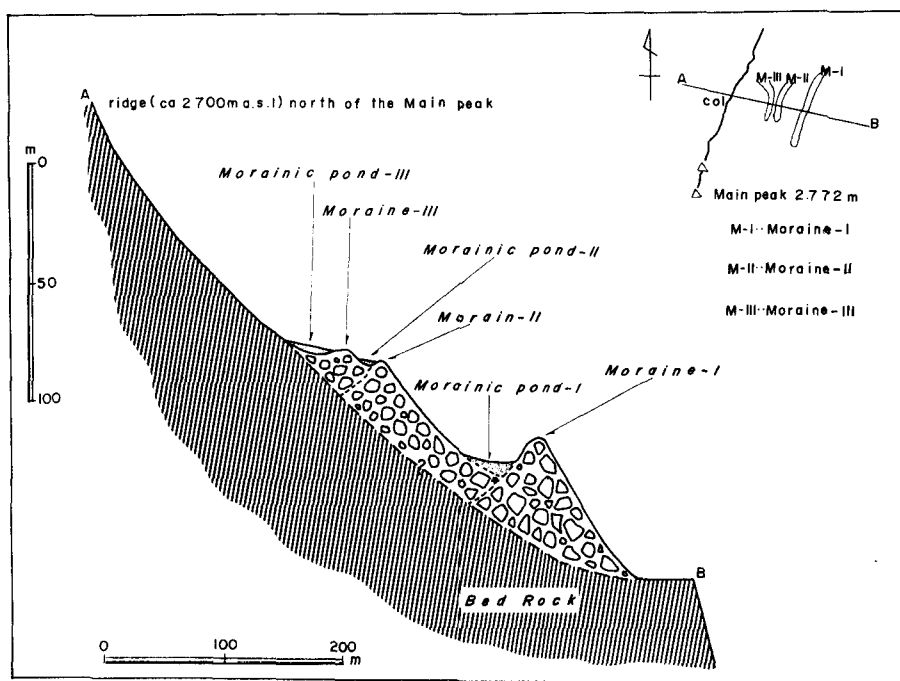 A
ridge (ca 2700m a.s.l) north of the Main peak
m
0
50
100
Morainic pond-III
Moraine-III
Morainic pond-II
Morain-II
Morainic pond-I
Moraine-I
Bed Rock
B
0 100 200
m
A
M-III
M-II
M-I
col
B
Main peak 2.772 m
M-I··Moraine-I
M-II··Moraine-II
M-III··Moraine-III